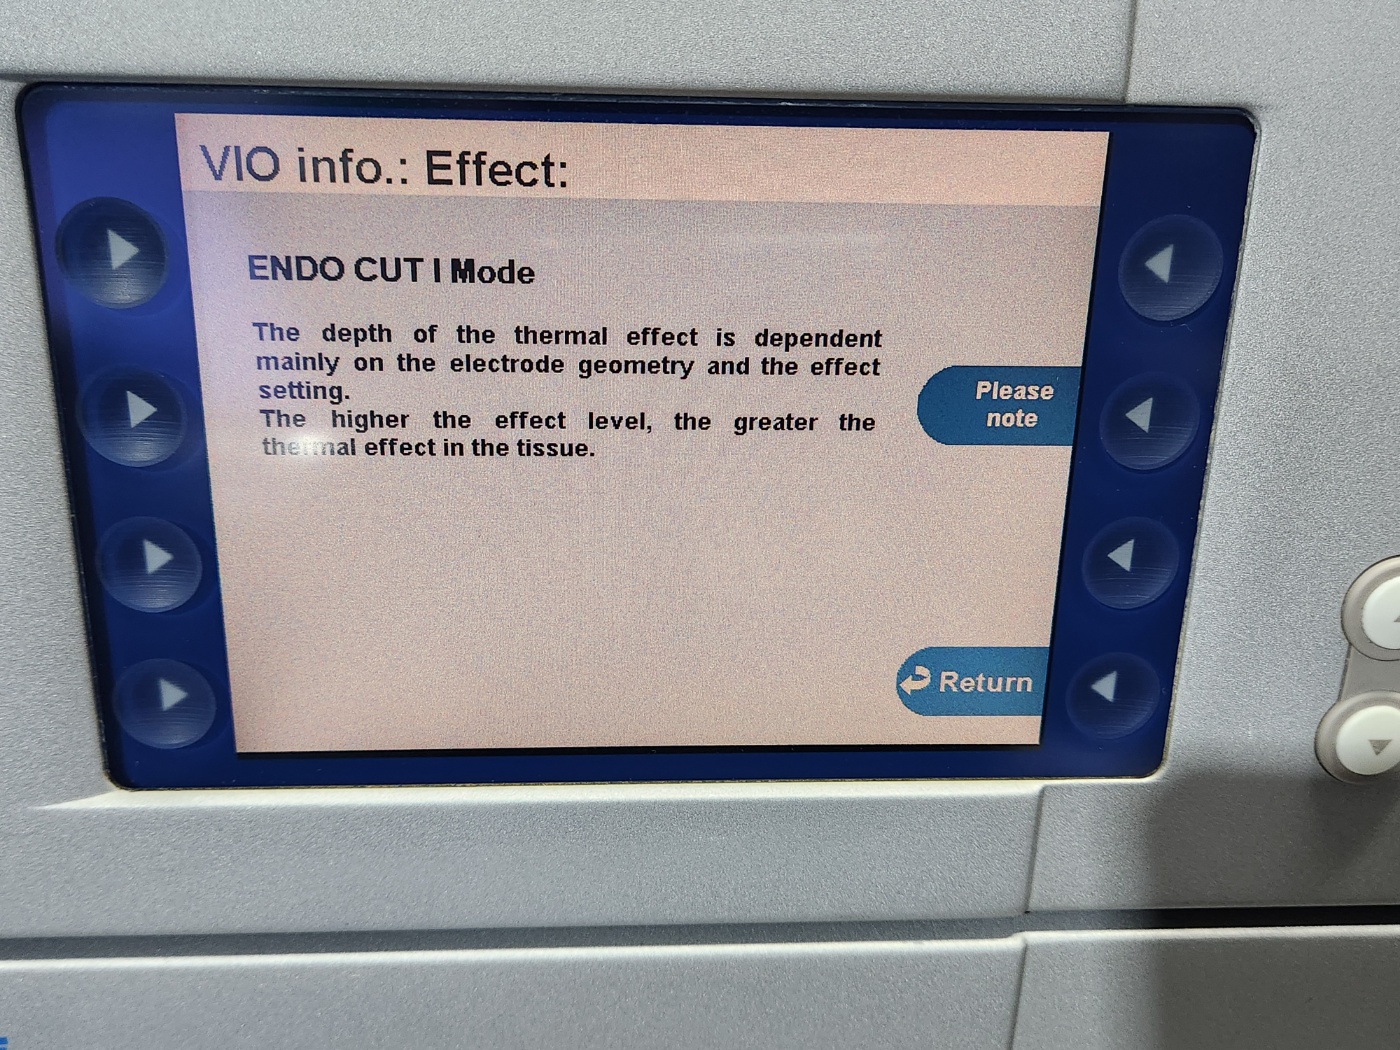 VIO info.: Effect:
ENDO CUT I Mode
The depth of the thermal effect is dependent
mainly on the electrode geometry and the effect
setting.
The higher the effect level, the greater the
thermal effect in the tissue.
Please
note
Return